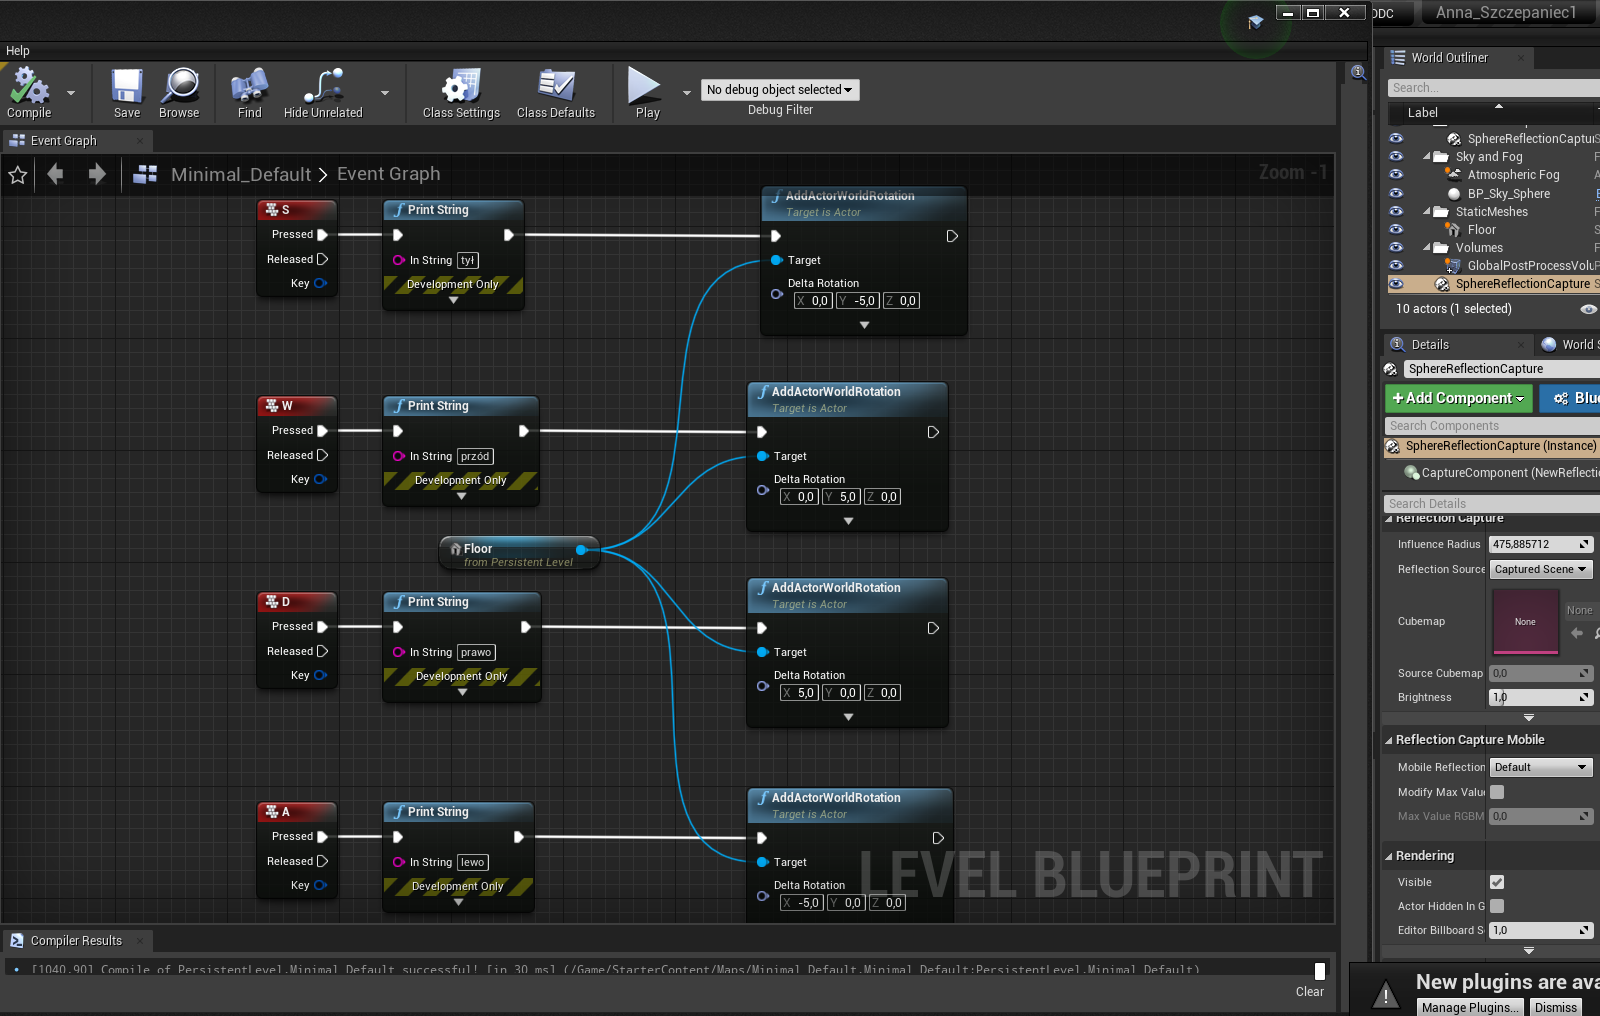 DDC
Anna_Szczepaniec1
Help
World Outliner
Compile
Save
Browse
Find
Hide Unrelated
Class Settings
Class Defaults
Play
No debug object selected
Debug Filter
Search...
Label
Event Graph
SphereReflectionCaptur
Sky and Fog
Atmospheric Fog
BP_Sky_Sphere
StaticMeshes
Floor
Volumes
GlobalPostProcessVolu
SphereReflectionCapture
10 actors (1 selected)
Minimal_Default > Event Graph
Zoom -1
S
Pressed
Released
Key
Print String
In String tył
Development Only
AddActorWorldRotation
Target is Actor
Target
Delta Rotation
X 0,0 Y -5,0 Z 0,0
W
Pressed
Released
Key
Print String
In String przód
Development Only
AddActorWorldRotation
Target is Actor
Target
Delta Rotation
X 0,0 Y 5,0 Z 0,0
Floor
from Persistent Level
D
Pressed
Released
Key
Print String
In String prawo
Development Only
AddActorWorldRotation
Target is Actor
Target
Delta Rotation
X 5,0 Y 0,0 Z 0,0
A
Pressed
Released
Key
Print String
In String lewo
Development Only
AddActorWorldRotation
Target is Actor
Target
Delta Rotation
X -5,0 Y 0,0 Z 0,0
LEVEL BLUEPRINT
Details
World S
SphereReflectionCapture
+Add Component
Blue
Search Components
SphereReflectionCapture (Instance)
CaptureComponent (NewReflectio
Search Details
Reflection Capture
Influence Radius 475,885712
Reflection Source Captured Scene
Cubemap None None
Source Cubemap 0,0
Brightness 1,0
Reflection Capture Mobile
Mobile Reflection Default
Modify Max Valu
Max Value RGBM 0,0
Rendering
Visible
Actor Hidden In G
Editor Billboard S 1,0
Compiler Results
[1040,90] Compile of PersistentLevel.Minimal_Default successful! [in 30 ms] (/Game/StarterContent/Maps/Minimal_Default.Minimal_Default:PersistentLevel.Minimal_Default)
Clear
New plugins are ava
Manage Plugins...
Dismiss